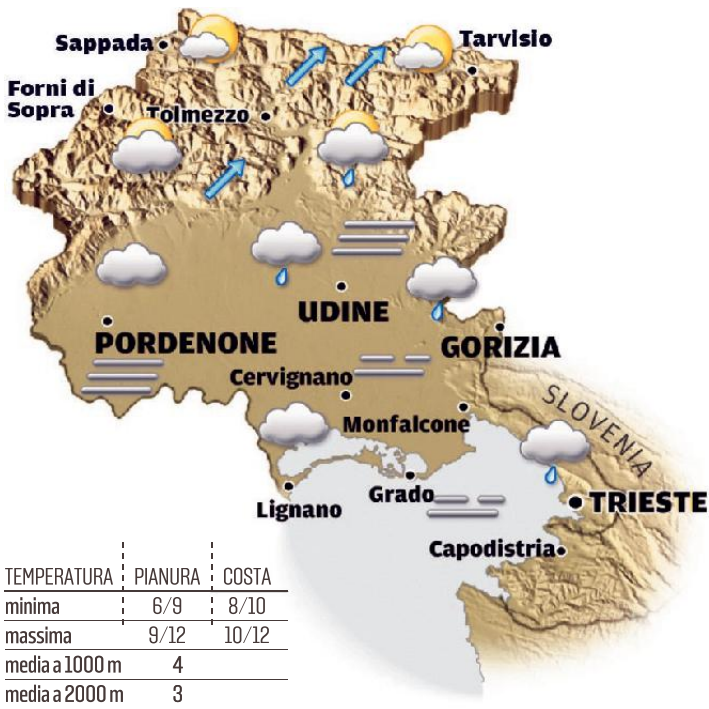 Sappada
Tarvisio
Forni di
Sopra
Tolmezzo
UDINE
PORDENONE
GORIZIA
Cervignano
SLOVENIA
Monfalcone
Lignano
Grado
TRIESTE
Capodistria
TEMPERATURA PIANURA COSTA
minima 6/9 8/10
massima 9/12 10/12
media a 1000 m 4
media a 2000 m 3